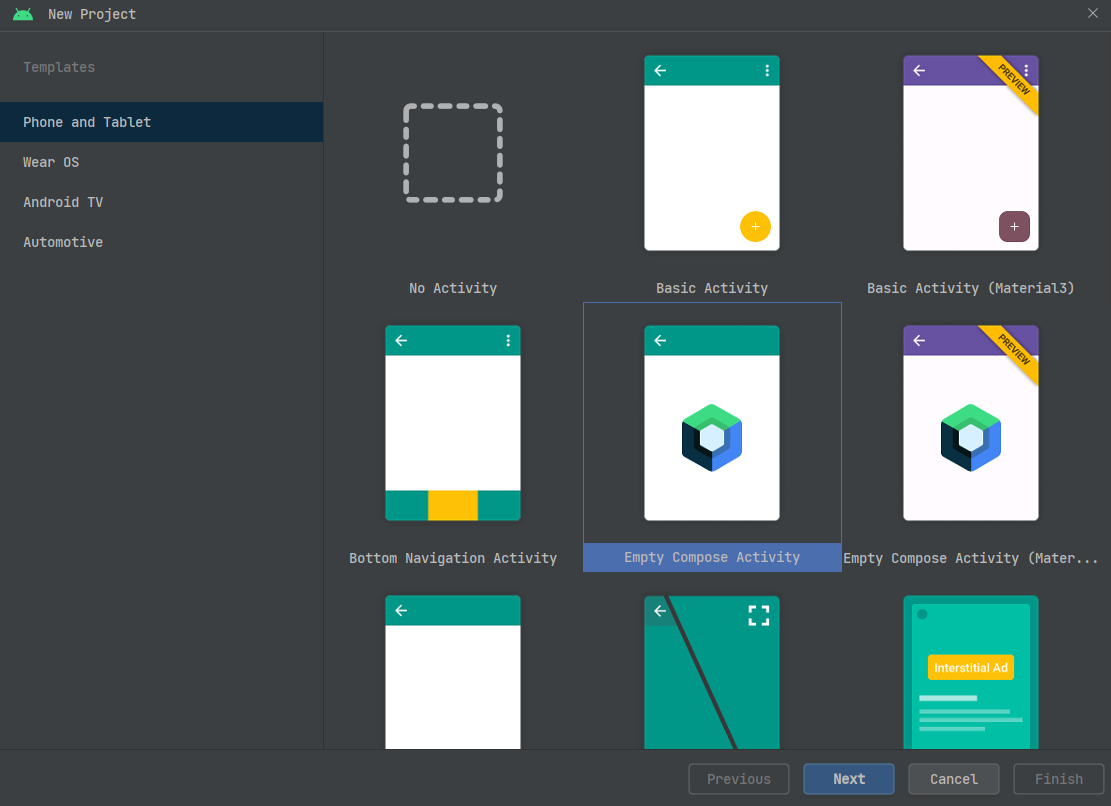 New Project
Templates
Phone and Tablet
Wear OS
Android TV
Automotive
No Activity
Basic Activity
PREVIEW
Basic Activity (Material3)
Bottom Navigation Activity
Empty Compose Activity
PREVIEW
Empty Compose Activity (Mater...
Interstitial Ad
Previous
Next
Cancel
Finish